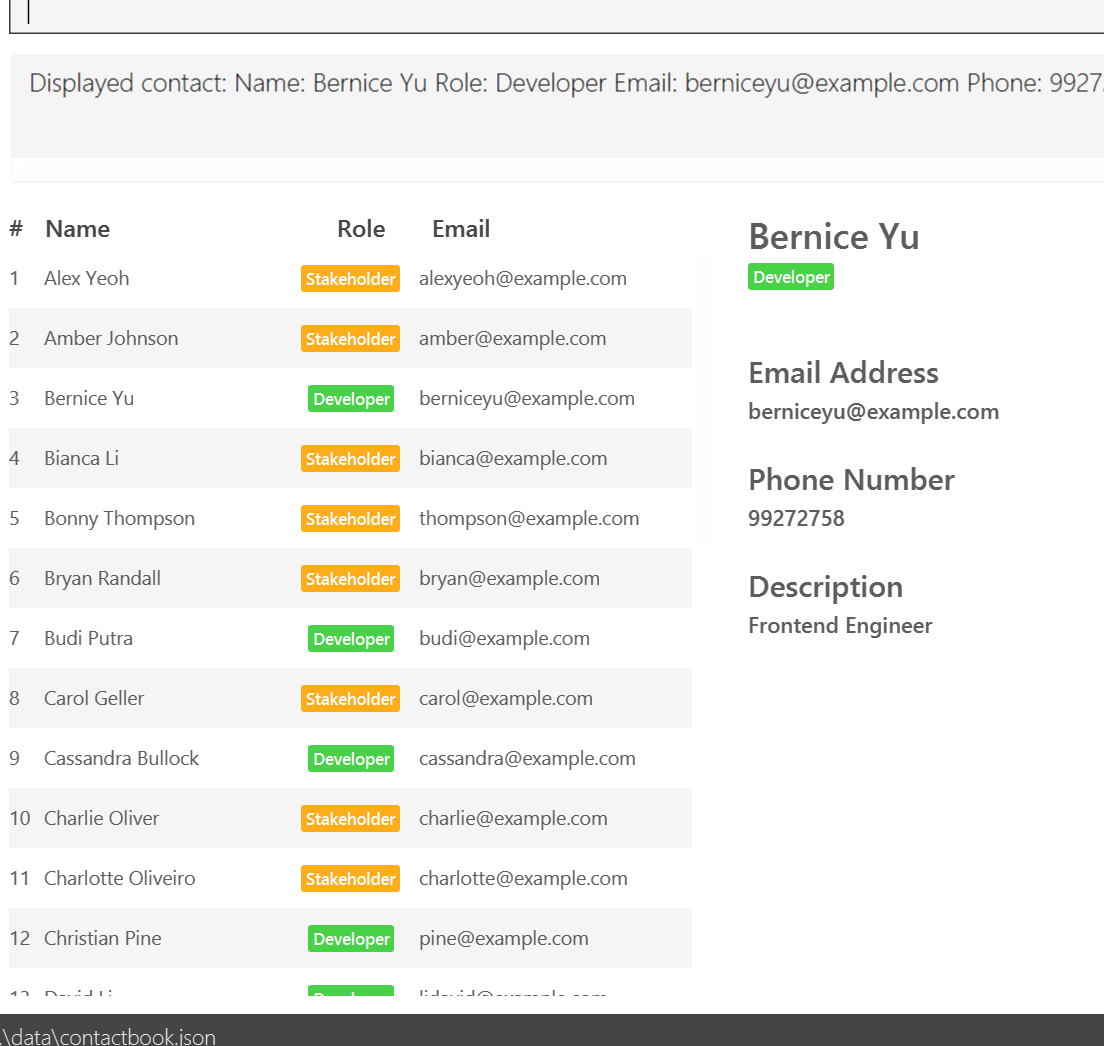 Displayed contact: Name: Bernice Yu Role: Developer Email: berniceyu@example.com Phone: 9927
# Name Role Email
1 Alex Yeoh Stakeholder alexyeoh@example.com
2 Amber Johnson Stakeholder amber@example.com
3 Bernice Yu Developer berniceyu@example.com
4 Bianca Li Stakeholder bianca@example.com
5 Bonny Thompson Stakeholder thompson@example.com
6 Bryan Randall Stakeholder bryan@example.com
7 Budi Putra Developer budi@example.com
8 Carol Geller Stakeholder carol@example.com
9 Cassandra Bullock Developer cassandra@example.com
10 Charlie Oliver Stakeholder charlie@example.com
11 Charlotte Oliveiro Stakeholder charlotte@example.com
12 Christian Pine Developer pine@example.com
13 David Li Developer lidavid@example.com
Bernice Yu
Developer
Email Address
berniceyu@example.com
Phone Number
99272758
Description
Frontend Engineer
.\data\contactbook.json